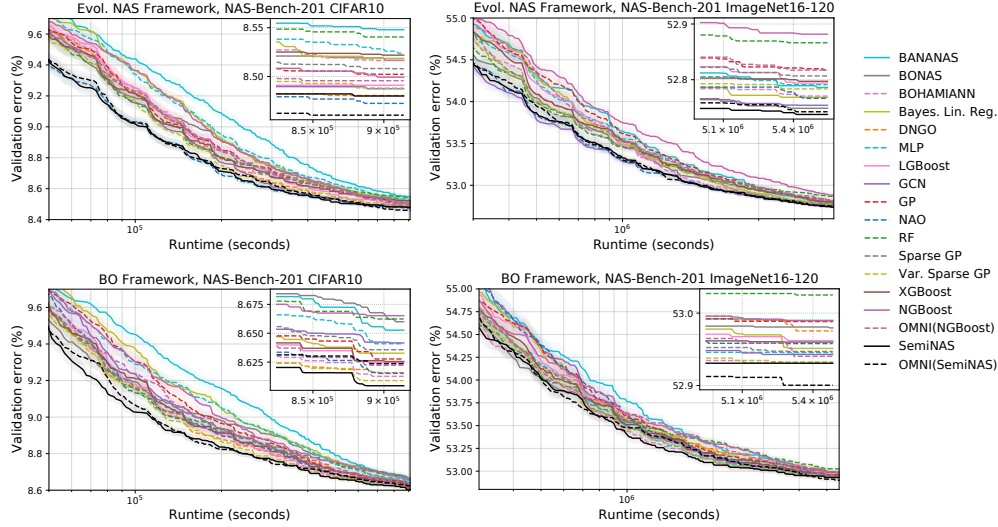 Evol. NAS Framework, NAS-Bench-201 CIFAR10
Validation error (%)
9.6
9.4
9.2
9.0
8.8
8.6
8.4
8.55
8.50
8.5 × 10⁵
9 × 10⁵
10⁵
Runtime (seconds)
Evol. NAS Framework, NAS-Bench-201 ImageNet16-120
Validation error (%)
55.0
54.5
54.0
53.5
53.0
52.9
52.8
5.1 × 10⁶
5.4 × 10⁶
10⁶
Runtime (seconds)
BO Framework, NAS-Bench-201 CIFAR10
Validation error (%)
9.6
9.4
9.2
9.0
8.8
8.6
8.675
8.650
8.625
8.5 × 10⁵
9 × 10⁵
10⁵
Runtime (seconds)
BO Framework, NAS-Bench-201 ImageNet16-120
Validation error (%)
55.00
54.75
54.50
54.25
54.00
53.75
53.50
53.25
53.00
53.0
52.9
5.1 × 10⁶
5.4 × 10⁶
10⁶
Runtime (seconds)
BANANAS
BONAS
BOHAMIANN
Bayes. Lin. Reg.
DNGO
MLP
LGBoost
GCN
GP
NAO
RF
Sparse GP
Var. Sparse GP
XGBoost
NGBoost
OMNI(NGBoost)
SemiNAS
OMNI(SemiNAS)